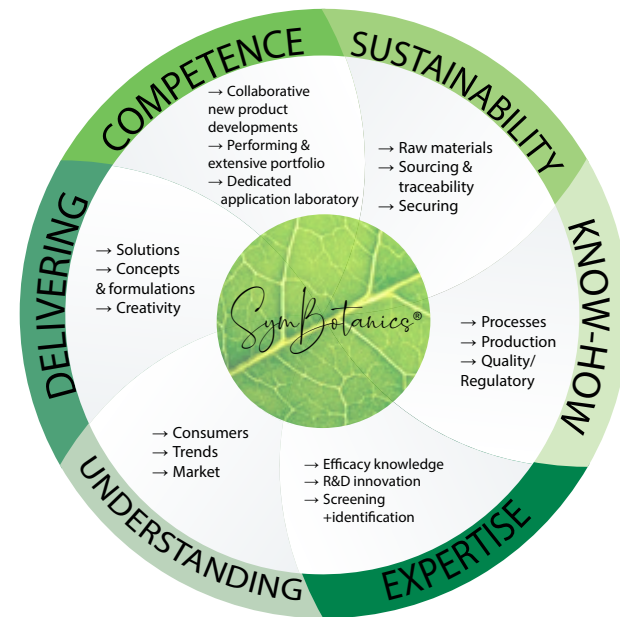 COMPETENCE
→ Collaborative
new product
developments
→ Performing &
extensive portfolio
→ Dedicated
application laboratory
SUSTAINABILITY
→ Raw materials
→ Sourcing &
traceability
→ Securing
KNOW-HOW
→ Processes
→ Production
→ Quality/
Regulatory
EXPERTISE
→ Efficacy knowledge
→ R&D innovation
→ Screening
+identification
UNDERSTANDING
→ Consumers
→ Trends
→ Market
DELIVERING
→ Solutions
→ Concepts
& formulations
→ Creativity
SymBotanics®